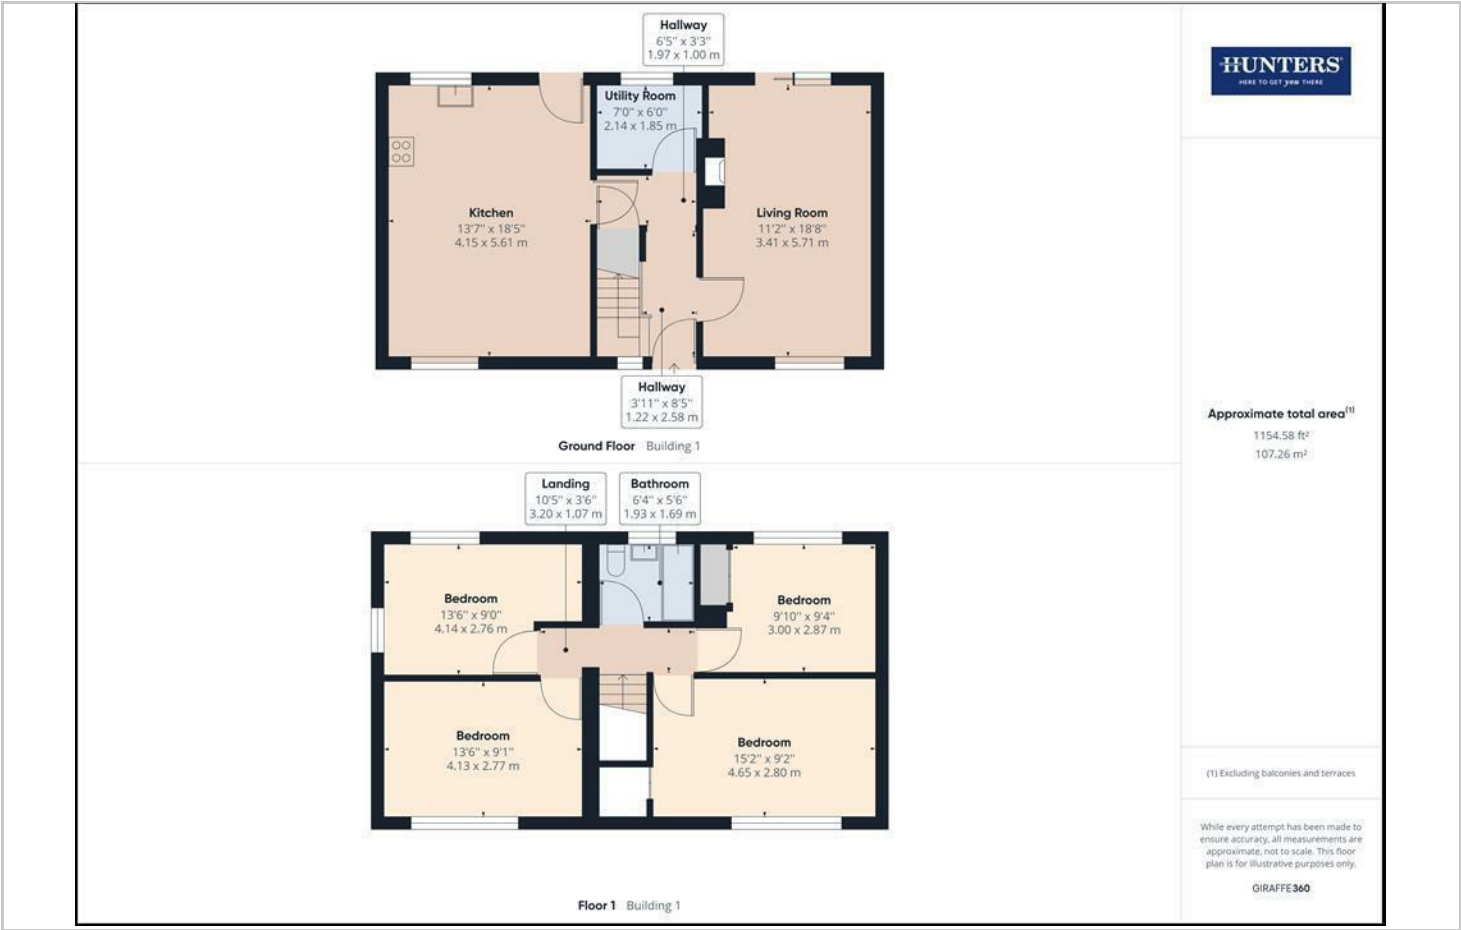 Hallway
6'5" x 3'3"
1.97 x 1.00 m
Utility Room
7'0" x 6'0"
2.14 x 1.85 m
Kitchen
13'7" x 18'5"
4.15 x 5.61 m
Living Room
11'2" x 18'8"
3.41 x 5.71 m
Hallway
3'11" x 8'5"
1.22 x 2.58 m
Ground Floor Building 1
Landing
10'5" x 3'6"
3.20 x 1.07 m
Bathroom
6'4" x 5'6"
1.93 x 1.69 m
Bedroom
13'6" x 9'0"
4.14 x 2.76 m
Bedroom
9'10" x 9'4"
3.00 x 2.87 m
Bedroom
13'6" x 9'1"
4.13 x 2.77 m
Bedroom
15'2" x 9'2"
4.65 x 2.80 m
Floor 1 Building 1
HUNTERS
HERE TO GET you THERE
Approximate total area(1)
1154.58 ft²
107.26 m²
(1) Excluding balconies and terraces
While every attempt has been made to
ensure accuracy, all measurements are
approximate, not to scale. This floor
plan is for illustrative purposes only.
GIRAFFE360